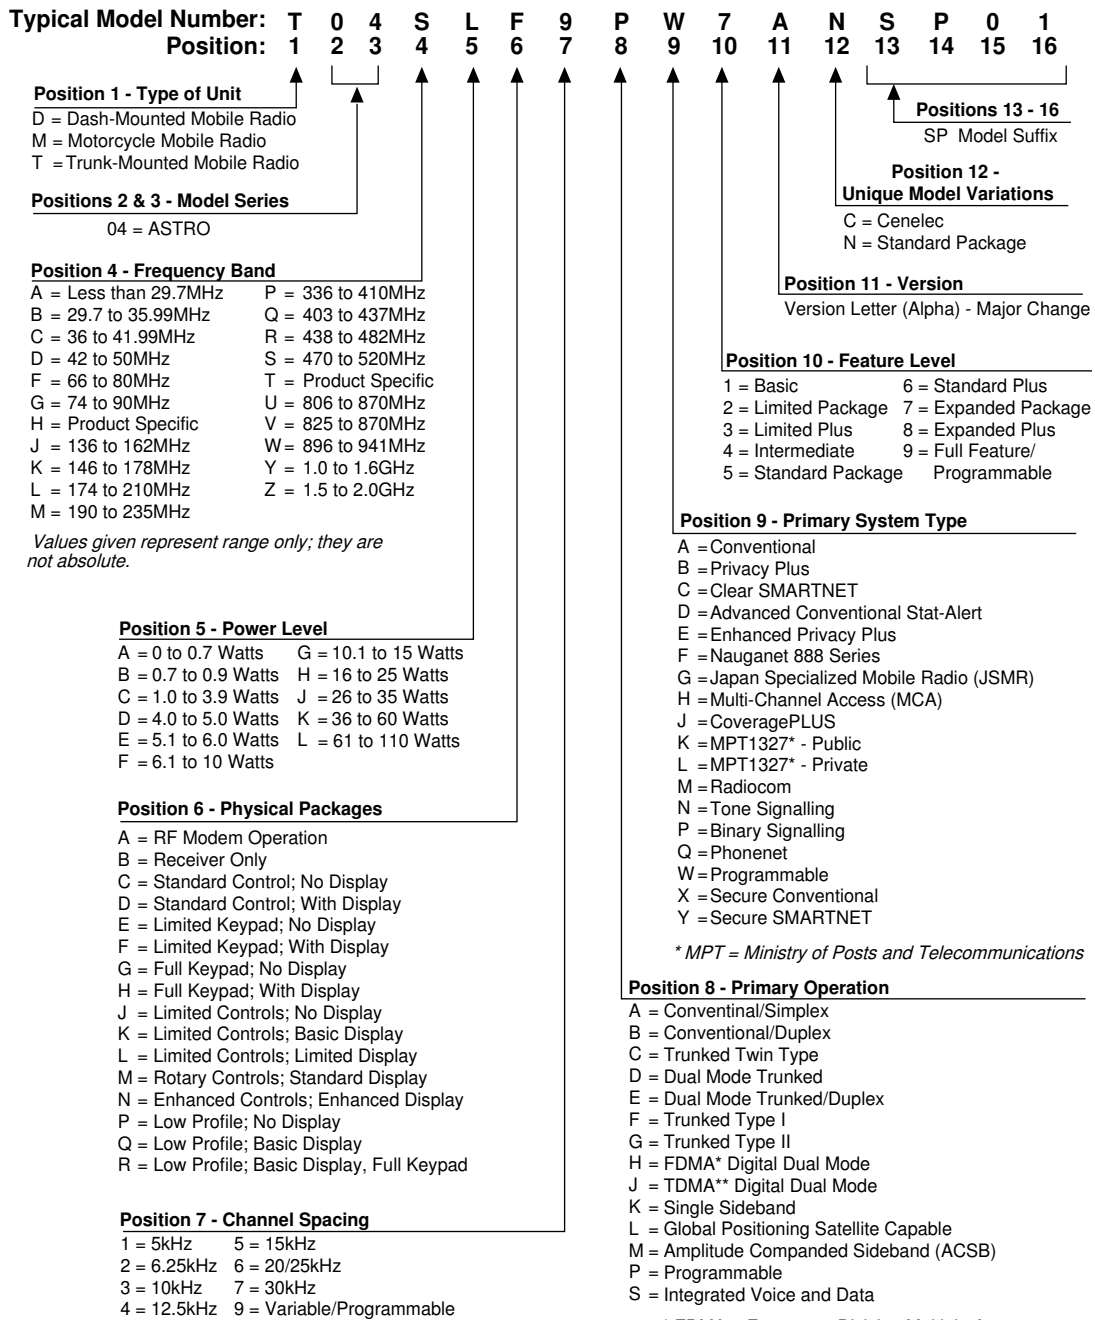 Typical Model Number: T 0 4 S L F 9 P W 7 A N S P 0 1
Position: 1 2 3 4 5 6 7 8 9 10 11 12 13 14 15 16
Position 1 - Type of Unit
D = Dash-Mounted Mobile Radio
M = Motorcycle Mobile Radio
T = Trunk-Mounted Mobile Radio
Positions 2 & 3 - Model Series
04 = ASTRO
Position 4 - Frequency Band
A = Less than 29.7MHz
B = 29.7 to 35.99MHz
C = 36 to 41.99MHz
D = 42 to 50MHz
F = 66 to 80MHz
G = 74 to 90MHz
H = Product Specific
J = 136 to 162MHz
K = 146 to 178MHz
L = 174 to 210MHz
M = 190 to 235MHz
P = 336 to 410MHz
Q = 403 to 437MHz
R = 438 to 482MHz
S = 470 to 520MHz
T = Product Specific
U = 806 to 870MHz
V = 825 to 870MHz
W = 896 to 941MHz
Y = 1.0 to 1.6GHz
Z = 1.5 to 2.0GHz
Values given represent range only; they are
not absolute.
Position 5 - Power Level
A = 0 to 0.7 Watts
B = 0.7 to 0.9 Watts
C = 1.0 to 3.9 Watts
D = 4.0 to 5.0 Watts
E = 5.1 to 6.0 Watts
F = 6.1 to 10 Watts
G = 10.1 to 15 Watts
H = 16 to 25 Watts
J = 26 to 35 Watts
K = 36 to 60 Watts
L = 61 to 110 Watts
Position 6 - Physical Packages
A = RF Modem Operation
B = Receiver Only
C = Standard Control; No Display
D = Standard Control; With Display
E = Limited Keypad; No Display
F = Limited Keypad; With Display
G = Full Keypad; No Display
H = Full Keypad; With Display
J = Limited Controls; No Display
K = Limited Controls; Basic Display
L = Limited Controls; Limited Display
M = Rotary Controls; Standard Display
N = Enhanced Controls; Enhanced Display
P = Low Profile; No Display
Q = Low Profile; Basic Display
R = Low Profile; Basic Display, Full Keypad
Position 7 - Channel Spacing
1 = 5kHz
2 = 6.25kHz
3 = 10kHz
4 = 12.5kHz
5 = 15kHz
6 = 20/25kHz
7 = 30kHz
9 = Variable/Programmable
Positions 13 - 16
SP Model Suffix
Position 12 -
Unique Model Variations
C = Cenelec
N = Standard Package
Position 11 - Version
Version Letter (Alpha) - Major Change
Position 10 - Feature Level
1 = Basic
2 = Limited Package
3 = Limited Plus
4 = Intermediate
5 = Standard Package
6 = Standard Plus
7 = Expanded Package
8 = Expanded Plus
9 = Full Feature/
Programmable
Position 9 - Primary System Type
A = Conventional
B = Privacy Plus
C = Clear SMARTNET
D = Advanced Conventional Stat-Alert
E = Enhanced Privacy Plus
F = Nauganet 888 Series
G = Japan Specialized Mobile Radio (JSMR)
H = Multi-Channel Access (MCA)
J = CoveragePLUS
K = MPT1327* - Public
L = MPT1327* - Private
M = Radiocom
N = Tone Signalling
P = Binary Signalling
Q = Phonenet
W = Programmable
X = Secure Conventional
Y = Secure SMARTNET
* MPT = Ministry of Posts and Telecommunications
Position 8 - Primary Operation
A = Conventinal/Simplex
B = Conventional/Duplex
C = Trunked Twin Type
D = Dual Mode Trunked
E = Dual Mode Trunked/Duplex
F = Trunked Type I
G = Trunked Type II
H = FDMA* Digital Dual Mode
J = TDMA** Digital Dual Mode
K = Single Sideband
L = Global Positioning Satellite Capable
M = Amplitude Companded Sideband (ACSB)
P = Programmable
S = Integrated Voice and Data